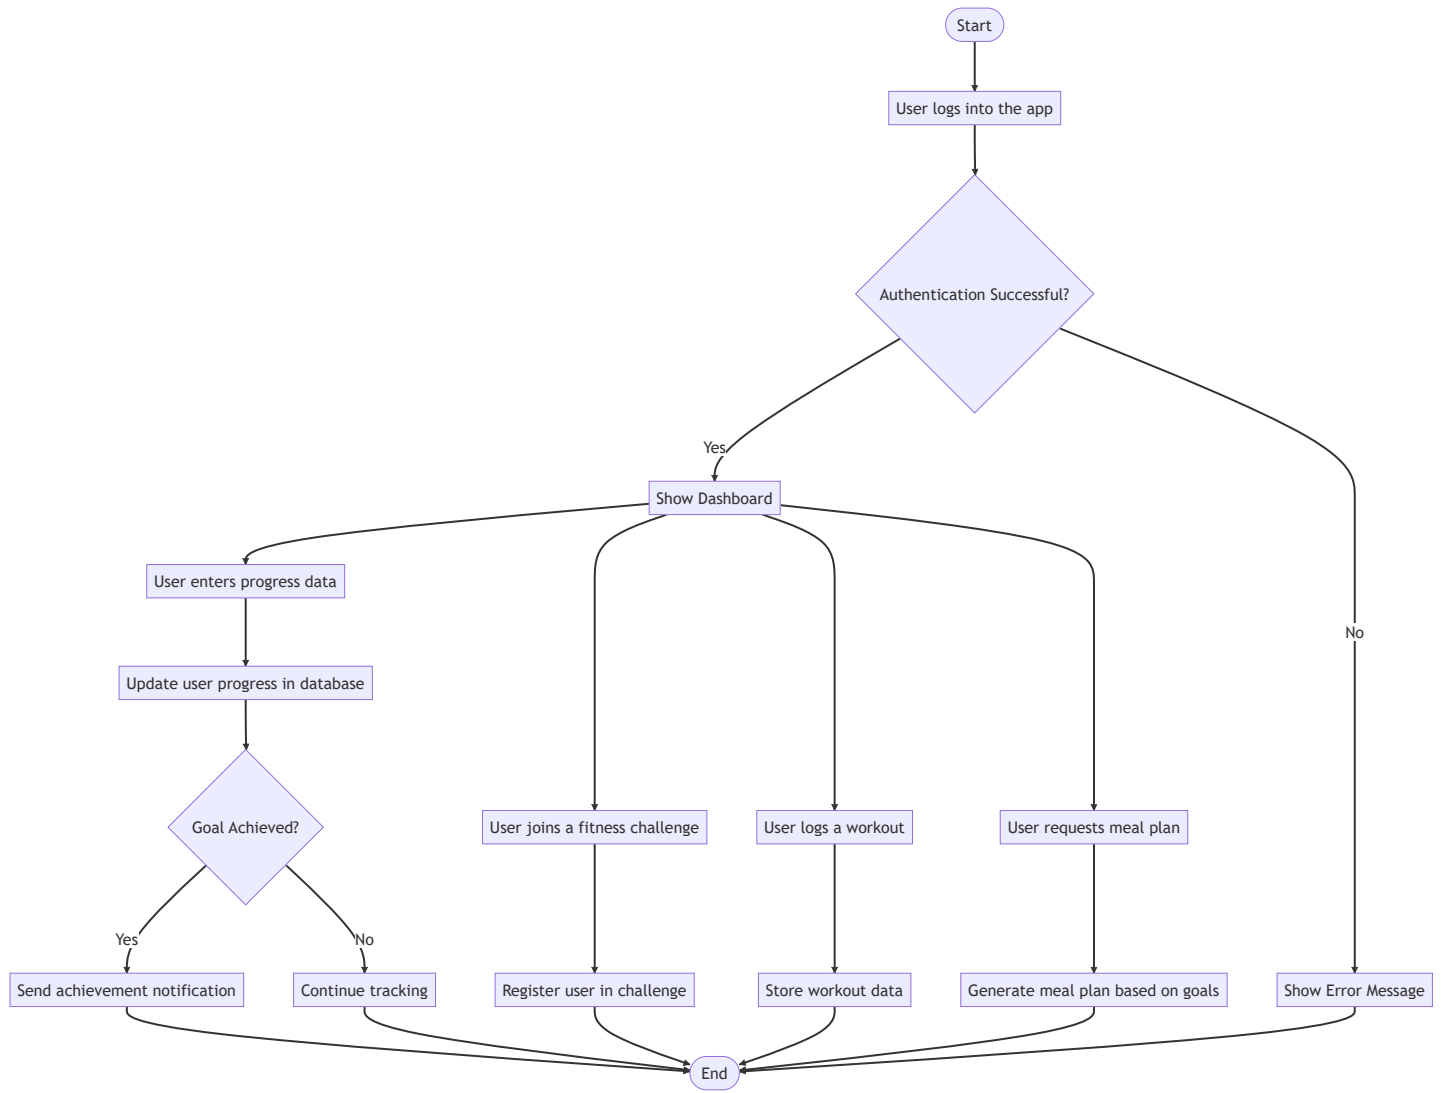 Start
User logs into the app
Authentication Successful?
Yes
Show Dashboard
User enters progress data
No
Update user progress in database
Goal Achieved?
User joins a fitness challenge
User logs a workout
User requests meal plan
Yes
No
Send achievement notification
Continue tracking
Register user in challenge
Store workout data
Generate meal plan based on goals
Show Error Message
End